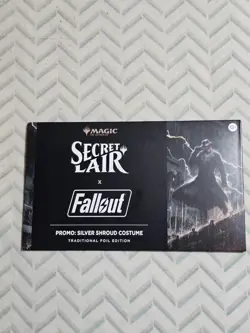 MAGIC
SECRET
LAIR
X
Fallout
PROMO: SILVER SHROUD COSTUME
TRADITIONAL FOIL EDITION